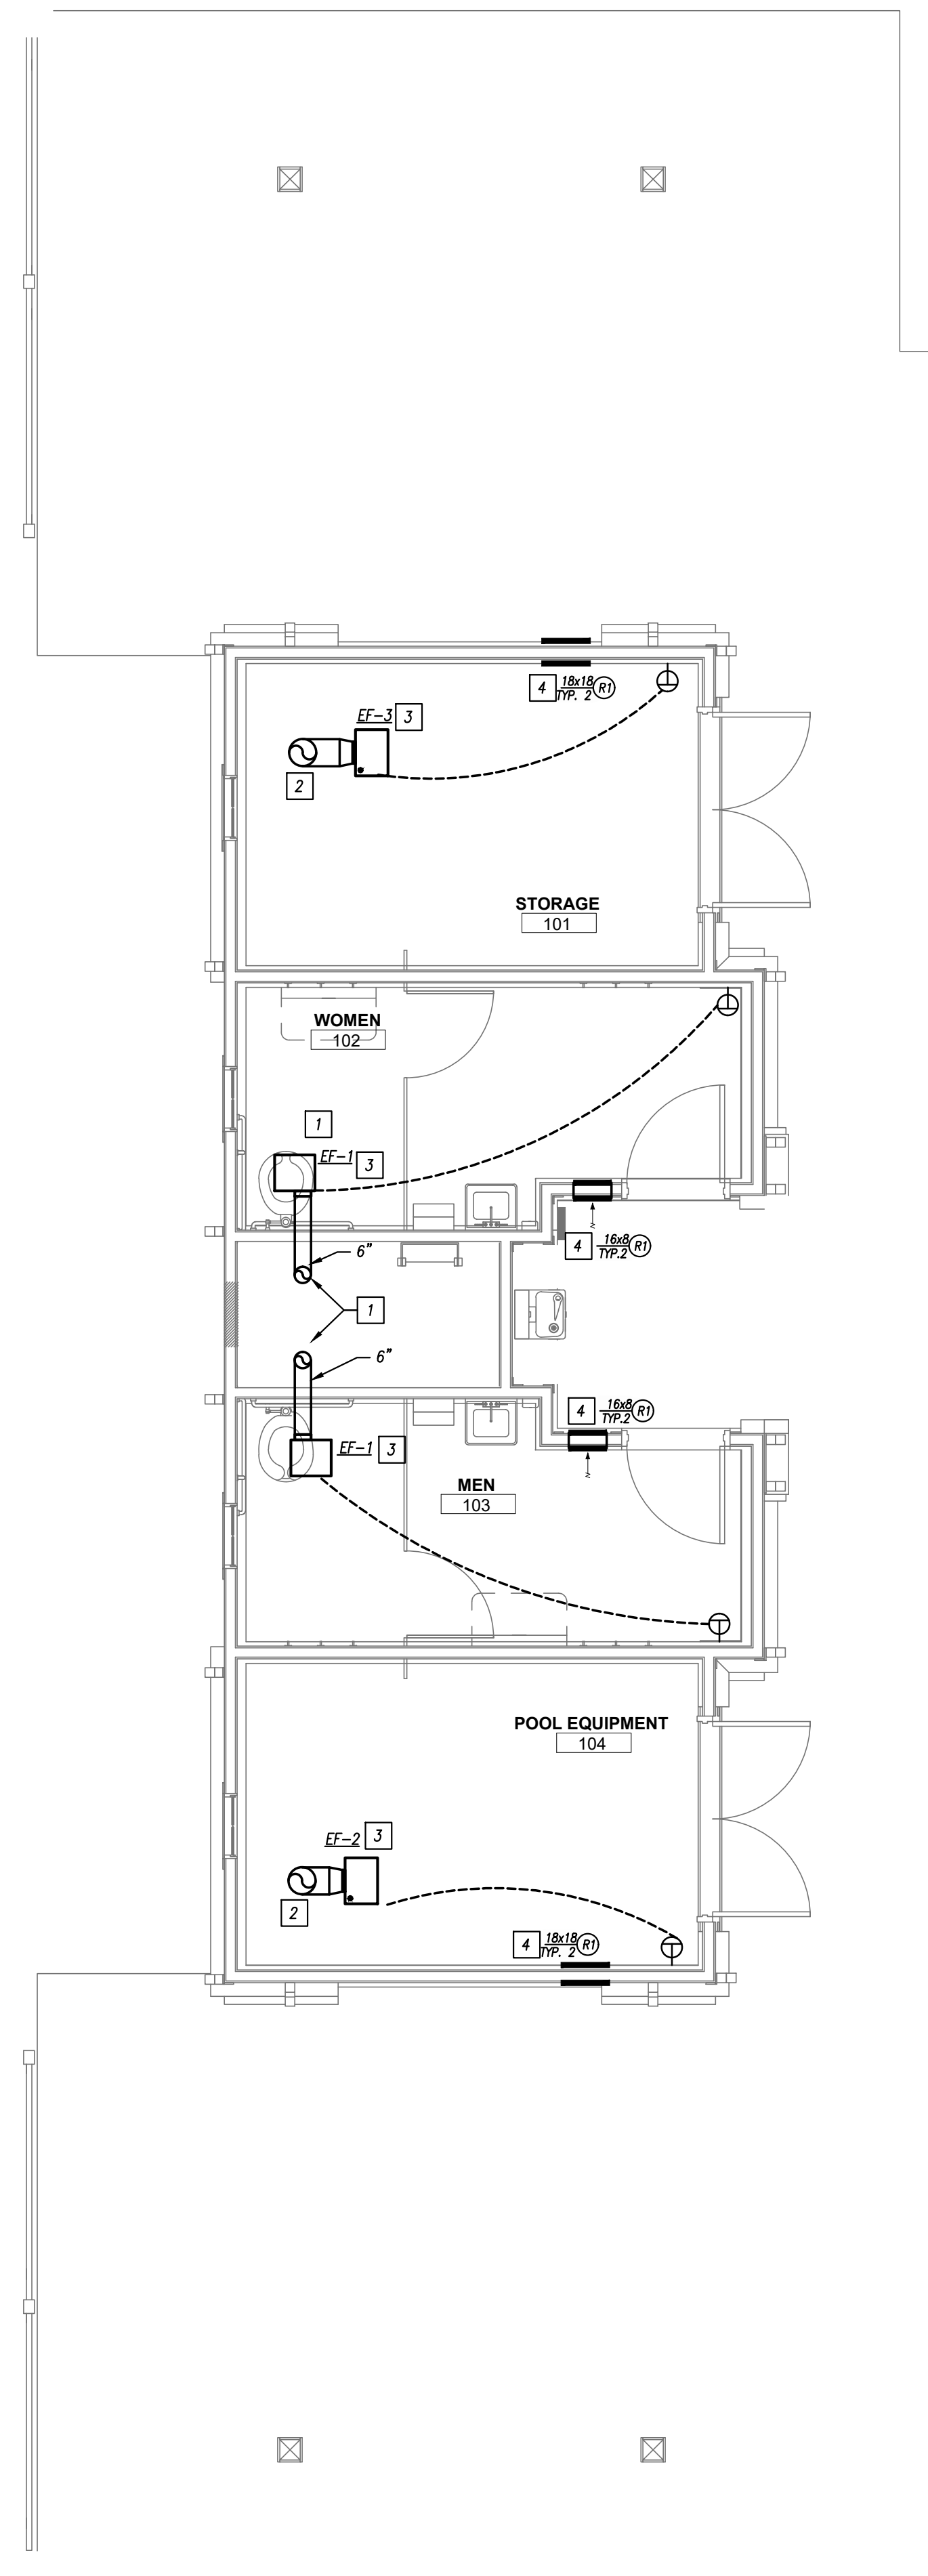 4 18x18 R1
TYP. 2
EF-3 3
2
STORAGE
101
WOMEN
102
1
EF-1 3
6"
4 16x8 R1
TYP.2
1
6"
4 16x8 R1
TYP.2
EF-1 3
MEN
103
POOL EQUIPMENT
104
EF-2 3
2
4 18x18 R1
TYP. 2